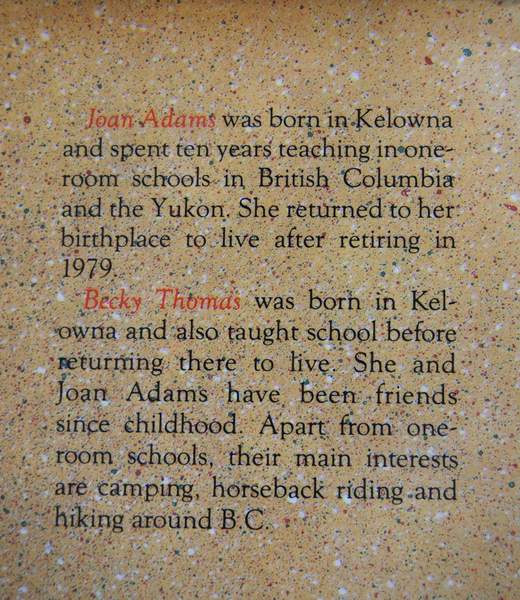 Joan Adams was born in Kelowna
and spent ten years teaching in one-
room schools in British Columbia
and the Yukon. She returned to her
birthplace to live after retiring in
1979.
Becky Thomas was born in Kel-
owna and also taught school before
returning there to live. She and
Joan Adams have been friends
since childhood. Apart from one-
room schools, their main interests
are camping, horseback riding and
hiking around B.C.